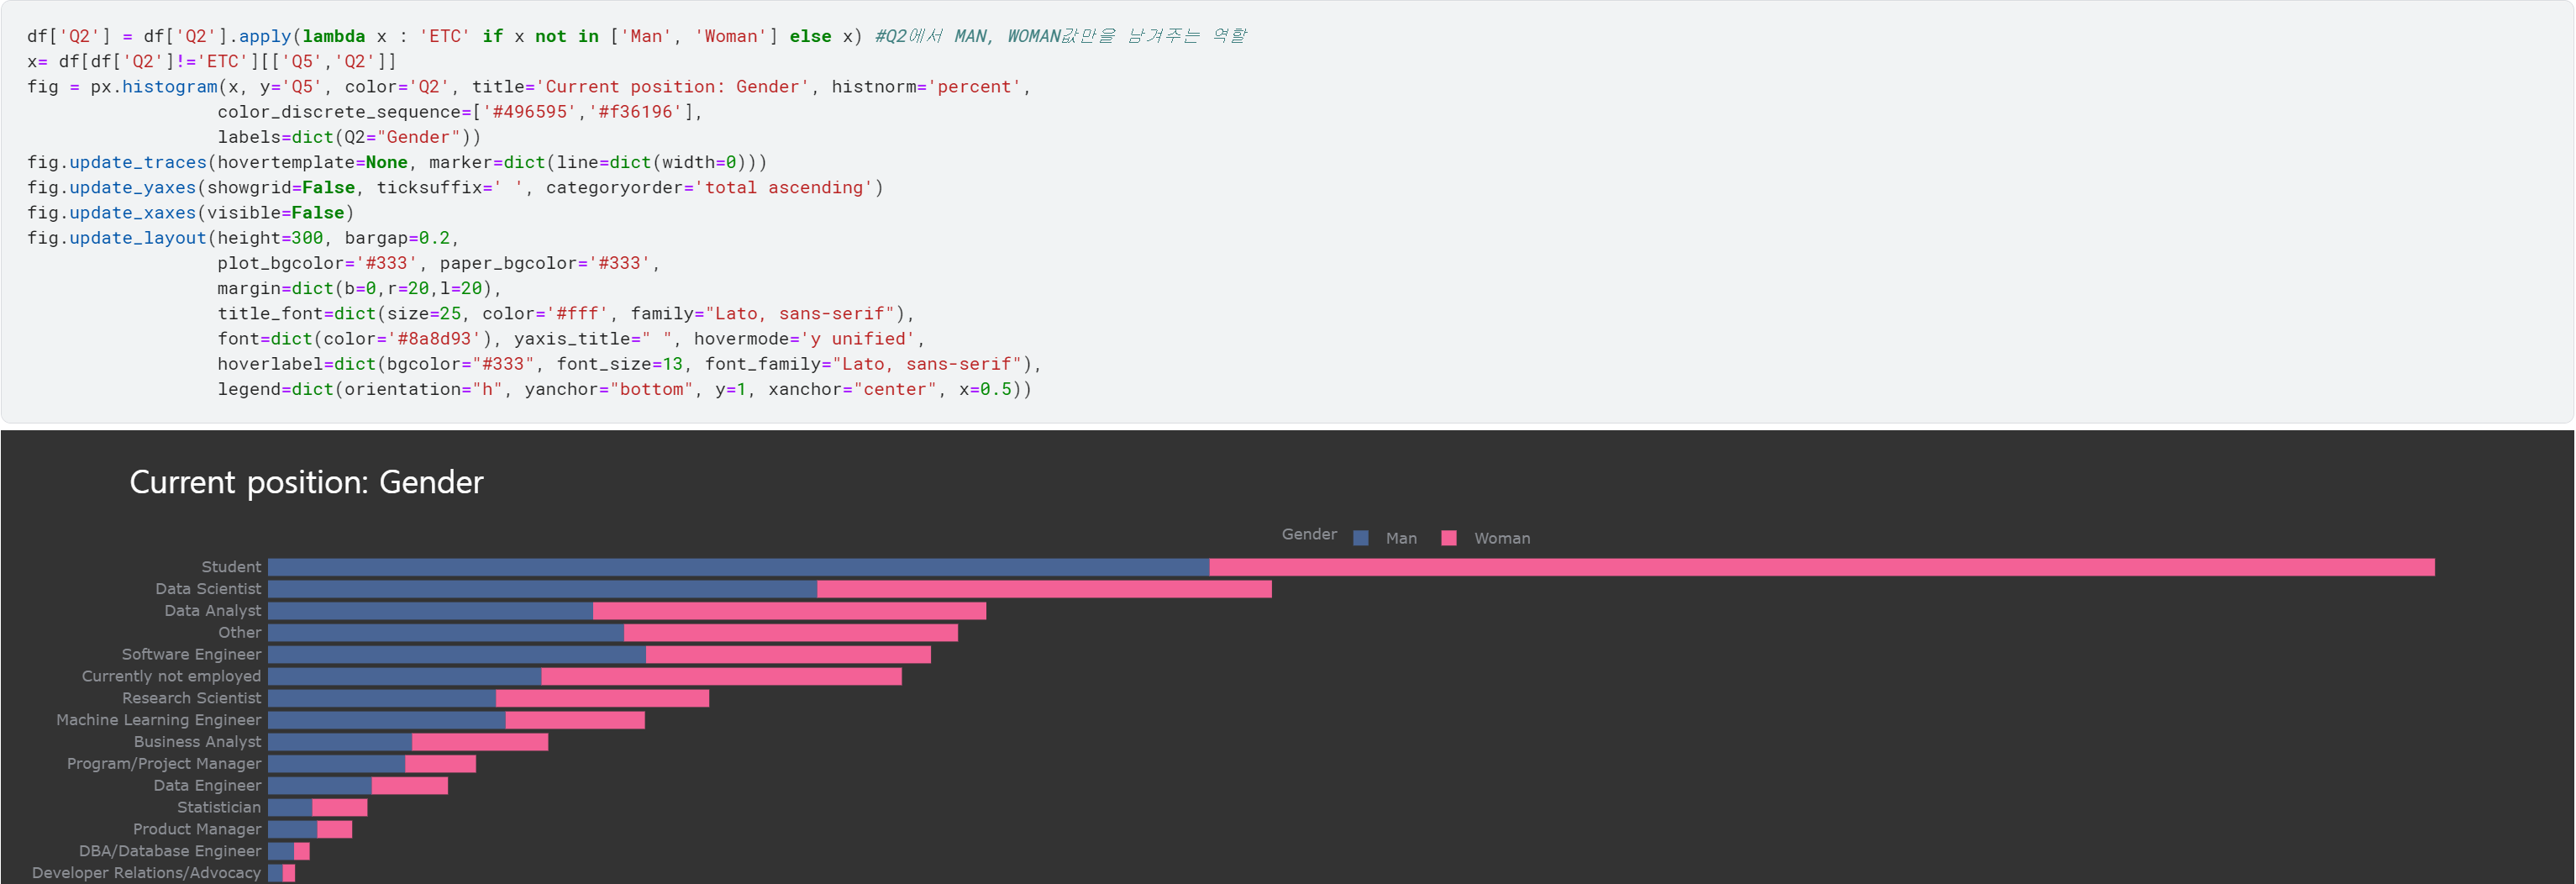 df['Q2'] = df['Q2'].apply(lambda x : 'ETC' if x not in ['Man', 'Woman'] else x) #Q2에서 MAN, WOMAN값만을 남겨주는 역할
x= df[df['Q2']!='ETC'][['Q5','Q2']]
fig = px.histogram(x, y='Q5', color='Q2', title='Current position: Gender', histnorm='percent',
color_discrete_sequence=['#496595','#f36196'],
labels=dict(Q2="Gender"))
fig.update_traces(hovertemplate=None, marker=dict(line=dict(width=0)))
fig.update_yaxes(showgrid=False, ticksuffix=' ', categoryorder='total ascending')
fig.update_xaxes(visible=False)
fig.update_layout(height=300, bargap=0.2,
plot_bgcolor='#333', paper_bgcolor='#333',
margin=dict(b=0,r=20,l=20),
title_font=dict(size=25, color='#fff', family="Lato, sans-serif"),
font=dict(color='#8a8d93'), yaxis_title=" ", hovermode='y unified',
hoverlabel=dict(bgcolor="#333", font_size=13, font_family="Lato, sans-serif"),
legend=dict(orientation="h", yanchor="bottom", y=1, xanchor="center", x=0.5))
Current position: Gender
Gender Man Woman
Student
Data Scientist
Data Analyst
Other
Software Engineer
Currently not employed
Research Scientist
Machine Learning Engineer
Business Analyst
Program/Project Manager
Data Engineer
Statistician
Product Manager
DBA/Database Engineer
Developer Relations/Advocacy